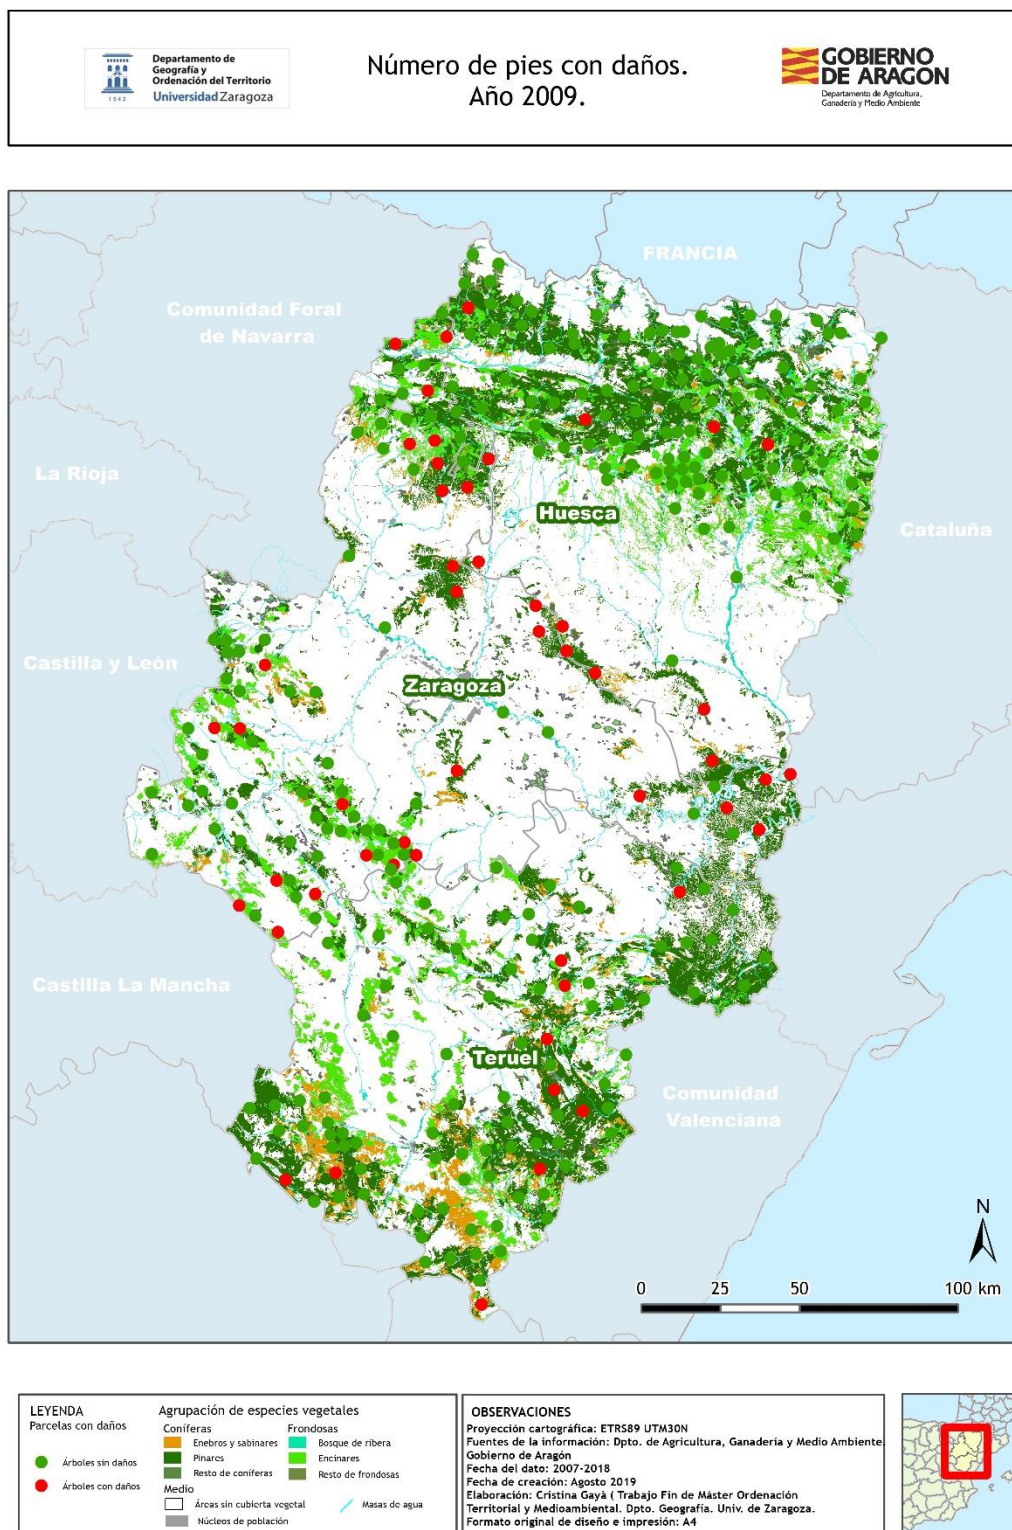 Departamento de
Geografía y
Ordenación del Territorio
Universidad Zaragoza
1542
Número de pies con daños.
Año 2009.
GOBIERNO
DE ARAGON
Departamento de Agricultura,
Ganadería y Medio Ambiente
FRANCIA
Comunidad Foral
de Navarra
La Rioja
Huesca
Cataluña
Castilla y León
Zaragoza
Castilla La Mancha
Teruel
Comunidad
Valenciana
N
0 25 50 100 km
LEYENDA
Parcelas con daños
Árboles sin daños
Árboles con daños
Agrupación de especies vegetales
Coníferas
Enebros y sabinares
Pinares
Resto de coníferas
Frondosas
Bosque de ribera
Encinares
Resto de frondosas
Medio
Áreas sin cubierta vegetal
Masas de agua
Núcleos de población
OBSERVACIONES
Proyección cartográfica: ETRS89 UTM30N
Fuentes de la información: Dpto. de Agricultura, Ganadería y Medio Ambiente.
Gobierno de Aragón
Fecha del dato: 2007-2018
Fecha de creación: Agosto 2019
Elaboración: Cristina Gayà ( Trabajo Fin de Máster Ordenación
Territorial y Medioambiental. Dpto. Geografía. Univ. de Zaragoza.
Formato original de diseño e impresión: A4